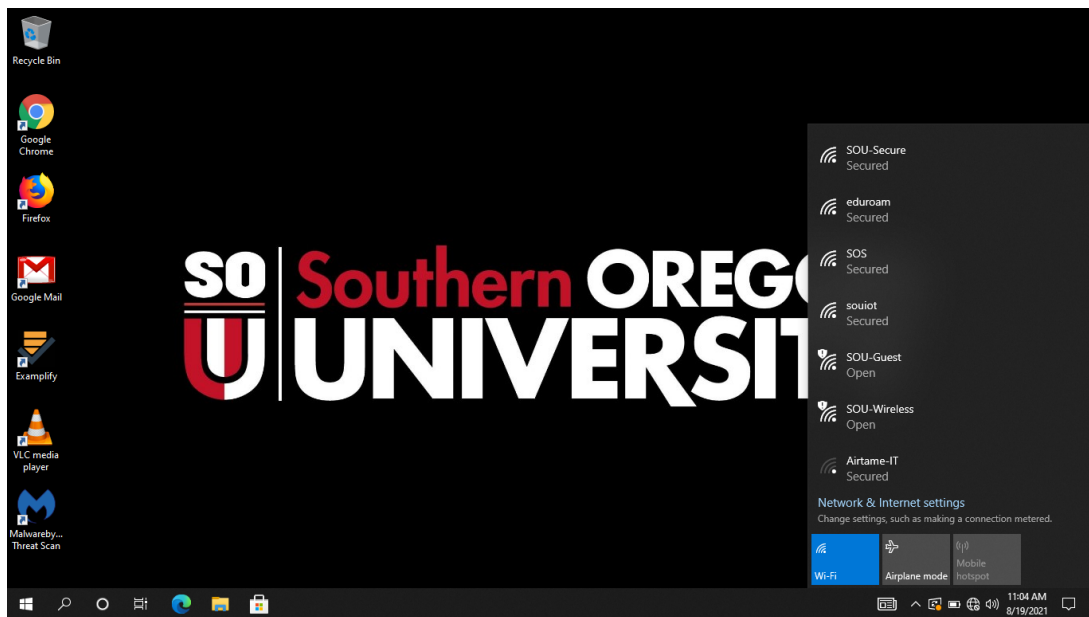 Recycle Bin
Google
Chrome
Firefox
Google Mail
Examplify
VLC media
player
Malwareby...
Threat Scan
SO
U
Southern OREGO
UNIVERSIT
SOU-Secure
Secured
eduroam
Secured
SOS
Secured
souiot
Secured
SOU-Guest
Open
SOU-Wireless
Open
Airtame-IT
Secured
Network & Internet settings
Change settings, such as making a connection metered.
Wi-Fi
Airplane mode
Mobile
hotspot
11:04 AM
8/19/2021